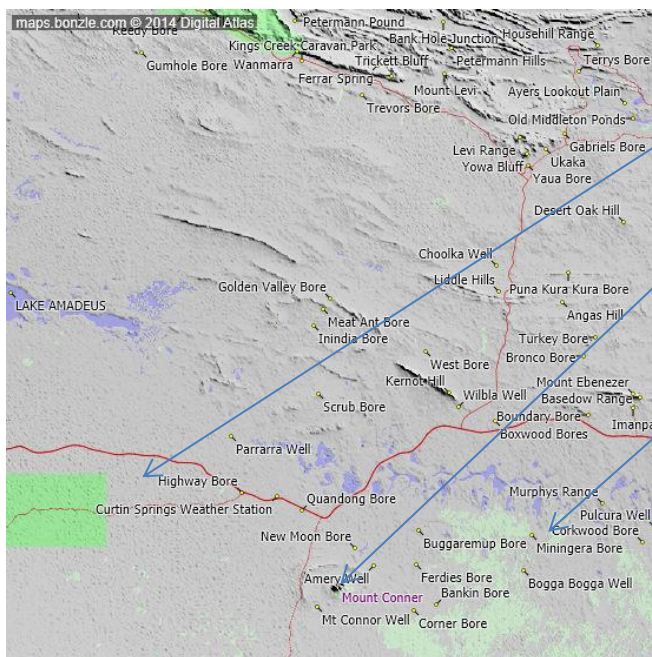 maps.bonzle.com © 2014 Digital Atlas
Petermann Pound
Keedy Bore
Bank Hole Junction
Househill Range
Kings Creek Caravan Park
Gumhole Bore
Wanmarra
Trickett Bluff
Petermann Hills
Terrys Bore
Ferrar Spring
Mount Levi
Ayers Lookout Plain
Trevors Bore
Old Middleton Ponds
Levi Range
Gabriels Bore
Ukaka
Yowa Bluff
Yaua Bore
Desert Oak Hill
Choolka Well
Liddle Hills
Golden Valley Bore
Puna Kura Kura Bore
LAKE AMADEUS
Angas Hill
Meat Ant Bore
Inindia Bore
Turkey Bore
Bronco Bore
West Bore
Kernot Hill
Mount Ebenezer
Wilbla Well
Basedow Range
Scrub Bore
Boundary Bore
Imanpa
Boxwood Bores
Pararra Well
Highway Bore
Murphys Range
Curtin Springs Weather Station
Quandong Bore
Pulcura Well
Corkwood Bore
New Moon Bore
Buggaremup Bore
Miningera Bore
Amery Well
Ferdies Bore
Bogga Bogga Well
Mount Conner
Bankin Bore
Mt Connor Well
Corner Bore